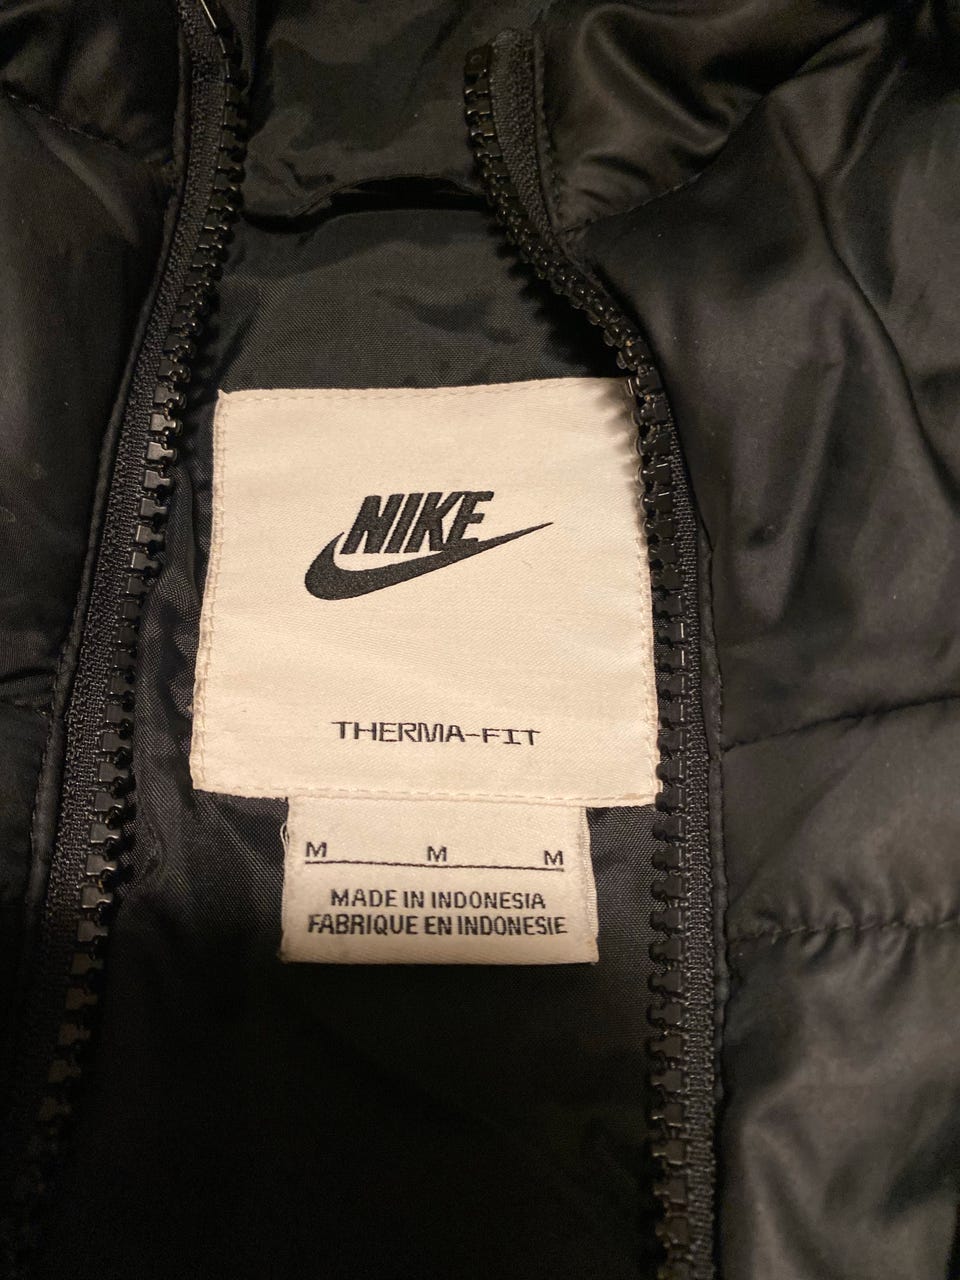 NIKE
THERMA-FIT
M M M
MADE IN INDONESIA
FABRIQUE EN INDONESIE